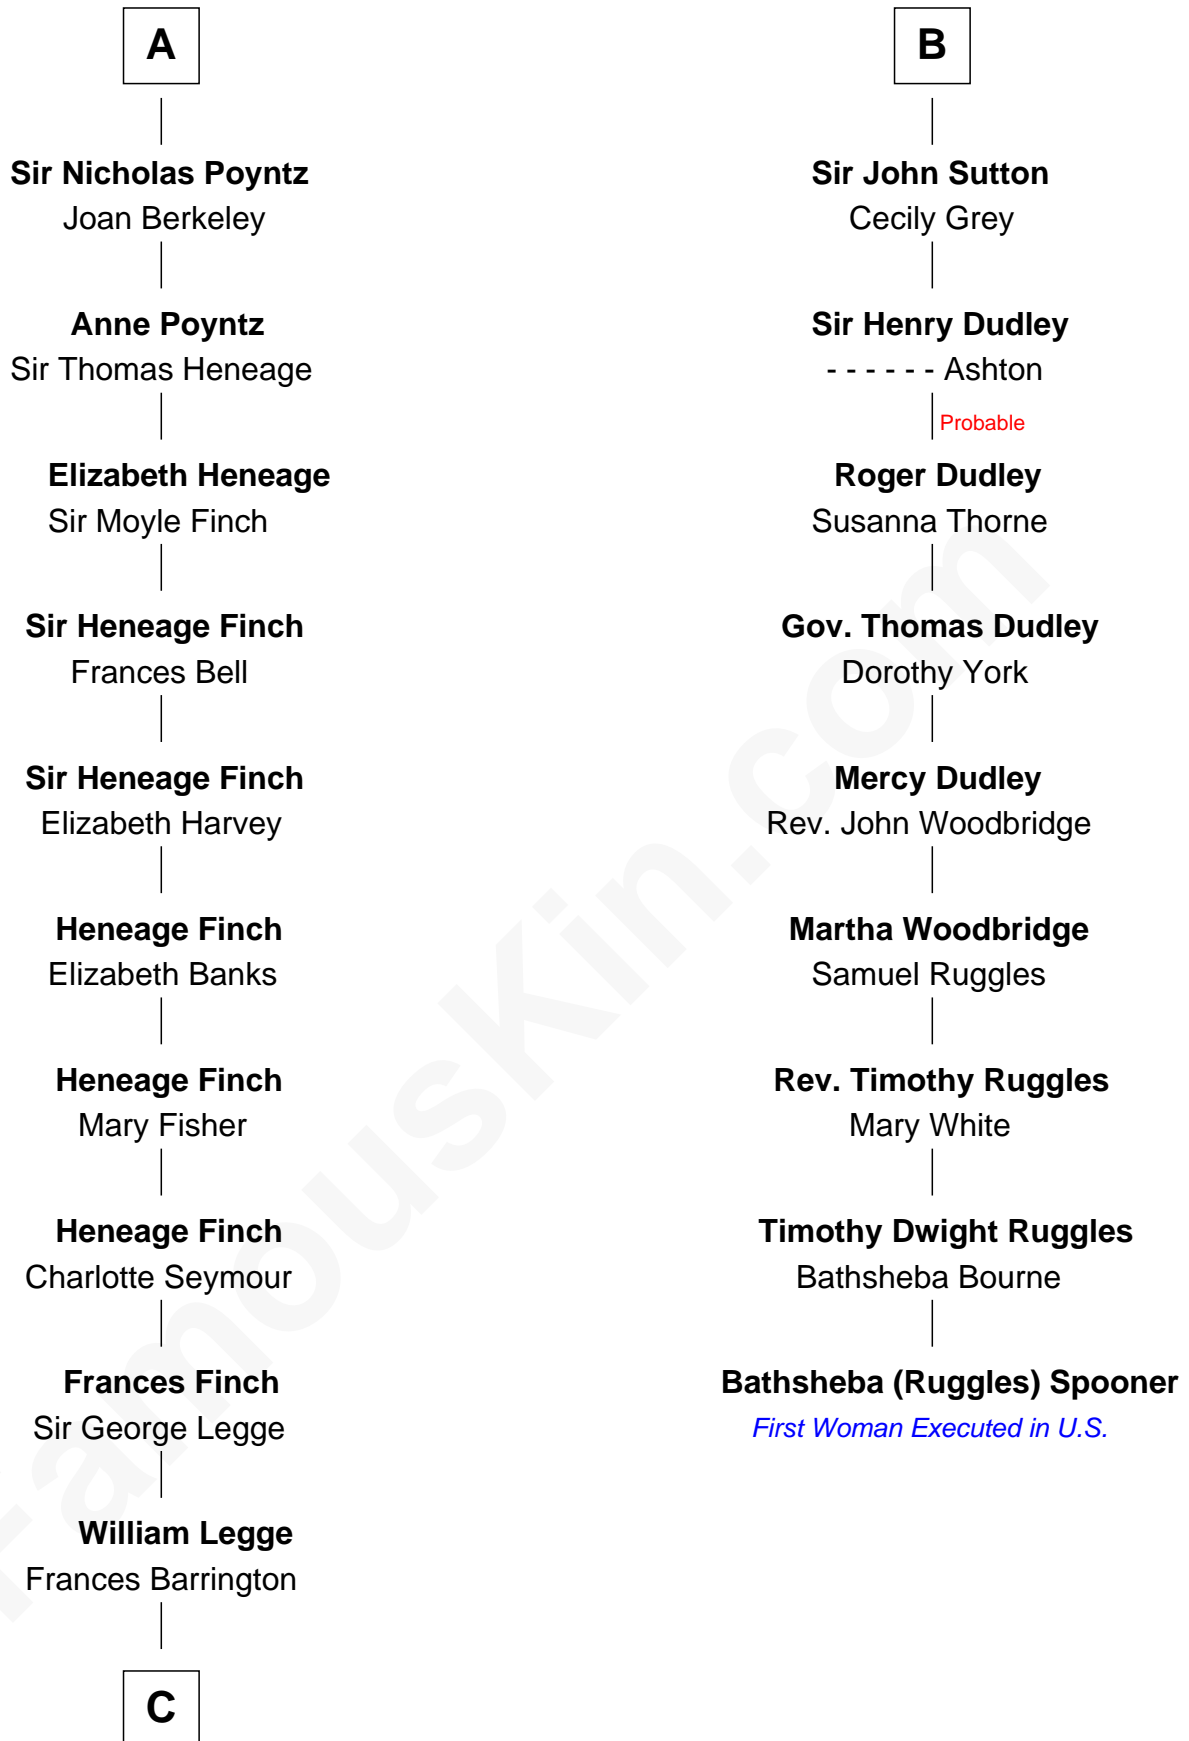 A
Sir Nicholas Poyntz
Joan Berkeley
Anne Poyntz
Sir Thomas Heneage
Elizabeth Heneage
Sir Moyle Finch
Sir Heneage Finch
Frances Bell
Sir Heneage Finch
Elizabeth Harvey
Heneage Finch
Elizabeth Banks
Heneage Finch
Mary Fisher
Heneage Finch
Charlotte Seymour
Frances Finch
Sir George Legge
William Legge
Frances Barrington
C
B
Sir John Sutton
Cecily Grey
Sir Henry Dudley
- - - - - - Ashton
Probable
Roger Dudley
Susanna Thorne
Gov. Thomas Dudley
Dorothy York
Mercy Dudley
Rev. John Woodbridge
Martha Woodbridge
Samuel Ruggles
Rev. Timothy Ruggles
Mary White
Timothy Dwight Ruggles
Bathsheba Bourne
Bathsheba (Ruggles) Spooner
First Woman Executed in U.S.
FamousKin.com